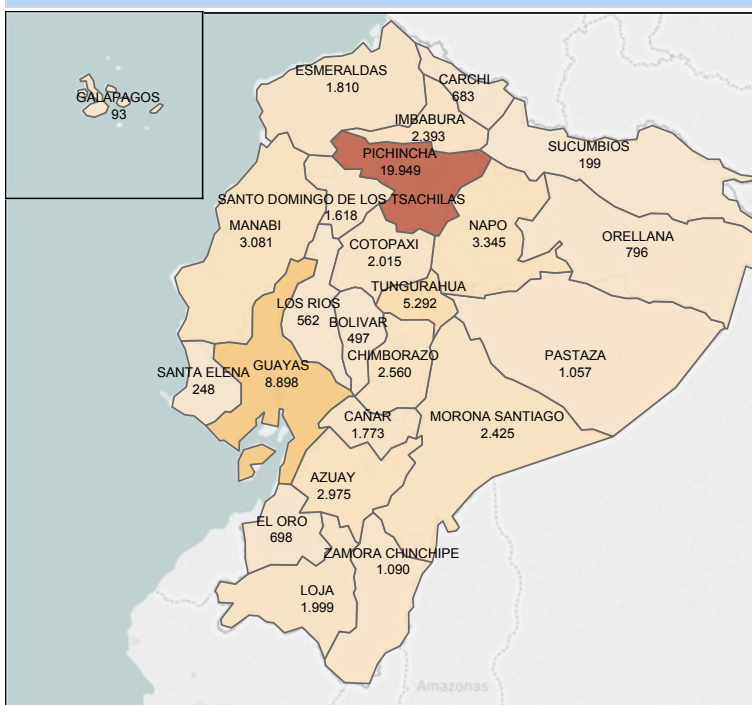 ESMERALDAS
1.810
CARCHI
683
GALAPAGOS
93
IMBABURA
2.393
PICHINCHA
19.949
SUCUMBIOS
199
SANTO DOMINGO DE LOS TSACHILAS
1.618
MANABI
3.081
NAPO
3.345
ORELLANA
796
COTOPAXI
2.015
TUNGURAHUA
5.292
LOS RIOS
562
BOLIVAR
497
CHIMBORAZO
2.560
PASTAZA
1.057
SANTA ELENA
248
GUAYAS
8.898
CAÑAR
1.773
MORONA SANTIAGO
2.425
AZUAY
2.975
EL ORO
698
ZAMORA CHINCHIPE
1.090
LOJA
1.999
Amazonas